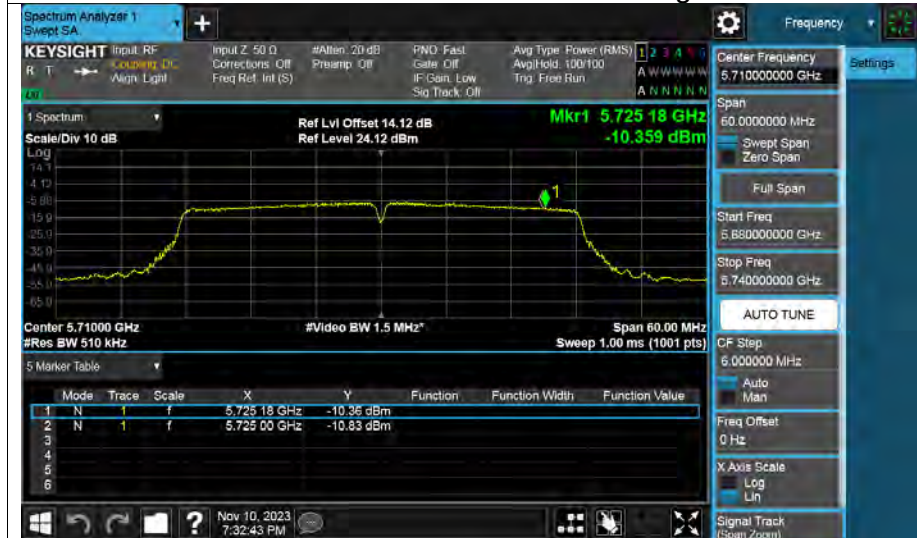 Spectrum Analyzer 1
Swept SA
+
Frequency
KEYSIGHT Input: RF
R T Coupling: DC
Align: Light
Input Z: 50 Ω
Corrections: Off
Freq Ref: Int (S)
#Atten: 20 dB
Preamp: Off
PNO: Fast
Gate: Off
IF Gain: Low
Sig Track: Off
Avg Type: Power (RMS)
Avg|Hold: 100/100
Trig: Free Run
1 2 3 4 5 6
A W W W W W
A N N N N N
Settings
1 Spectrum
Scale/Div 10 dB
Log
Ref Lvl Offset 14.12 dB
Ref Level 24.12 dBm
Mkr1 5.725 18 GHz
-10.359 dBm
14.1
4.12
-5.88
-15.9
-25.9
-35.9
-45.9
-55.9
-65.9
1
Center 5.71000 GHz
#Res BW 510 kHz
#Video BW 1.5 MHz*
Span 60.00 MHz
Sweep 1.00 ms (1001 pts)
5 Marker Table
Mode Trace Scale X Y Function Function Width Function Value
1 N 1 f 5.725 18 GHz -10.36 dBm
2 N 1 f 5.725 00 GHz -10.83 dBm
3
4
5
6
?
Nov 10, 2023
7:32:43 PM
Center Frequency
5.710000000 GHz
Span
60.0000000 MHz
Swept Span
Zero Span
Full Span
Start Freq
5.680000000 GHz
Stop Freq
5.740000000 GHz
AUTO TUNE
CF Step
6.000000 MHz
Auto
Man
Freq Offset
0 Hz
X Axis Scale
Log
Lin
Signal Track
(Span Zoom)